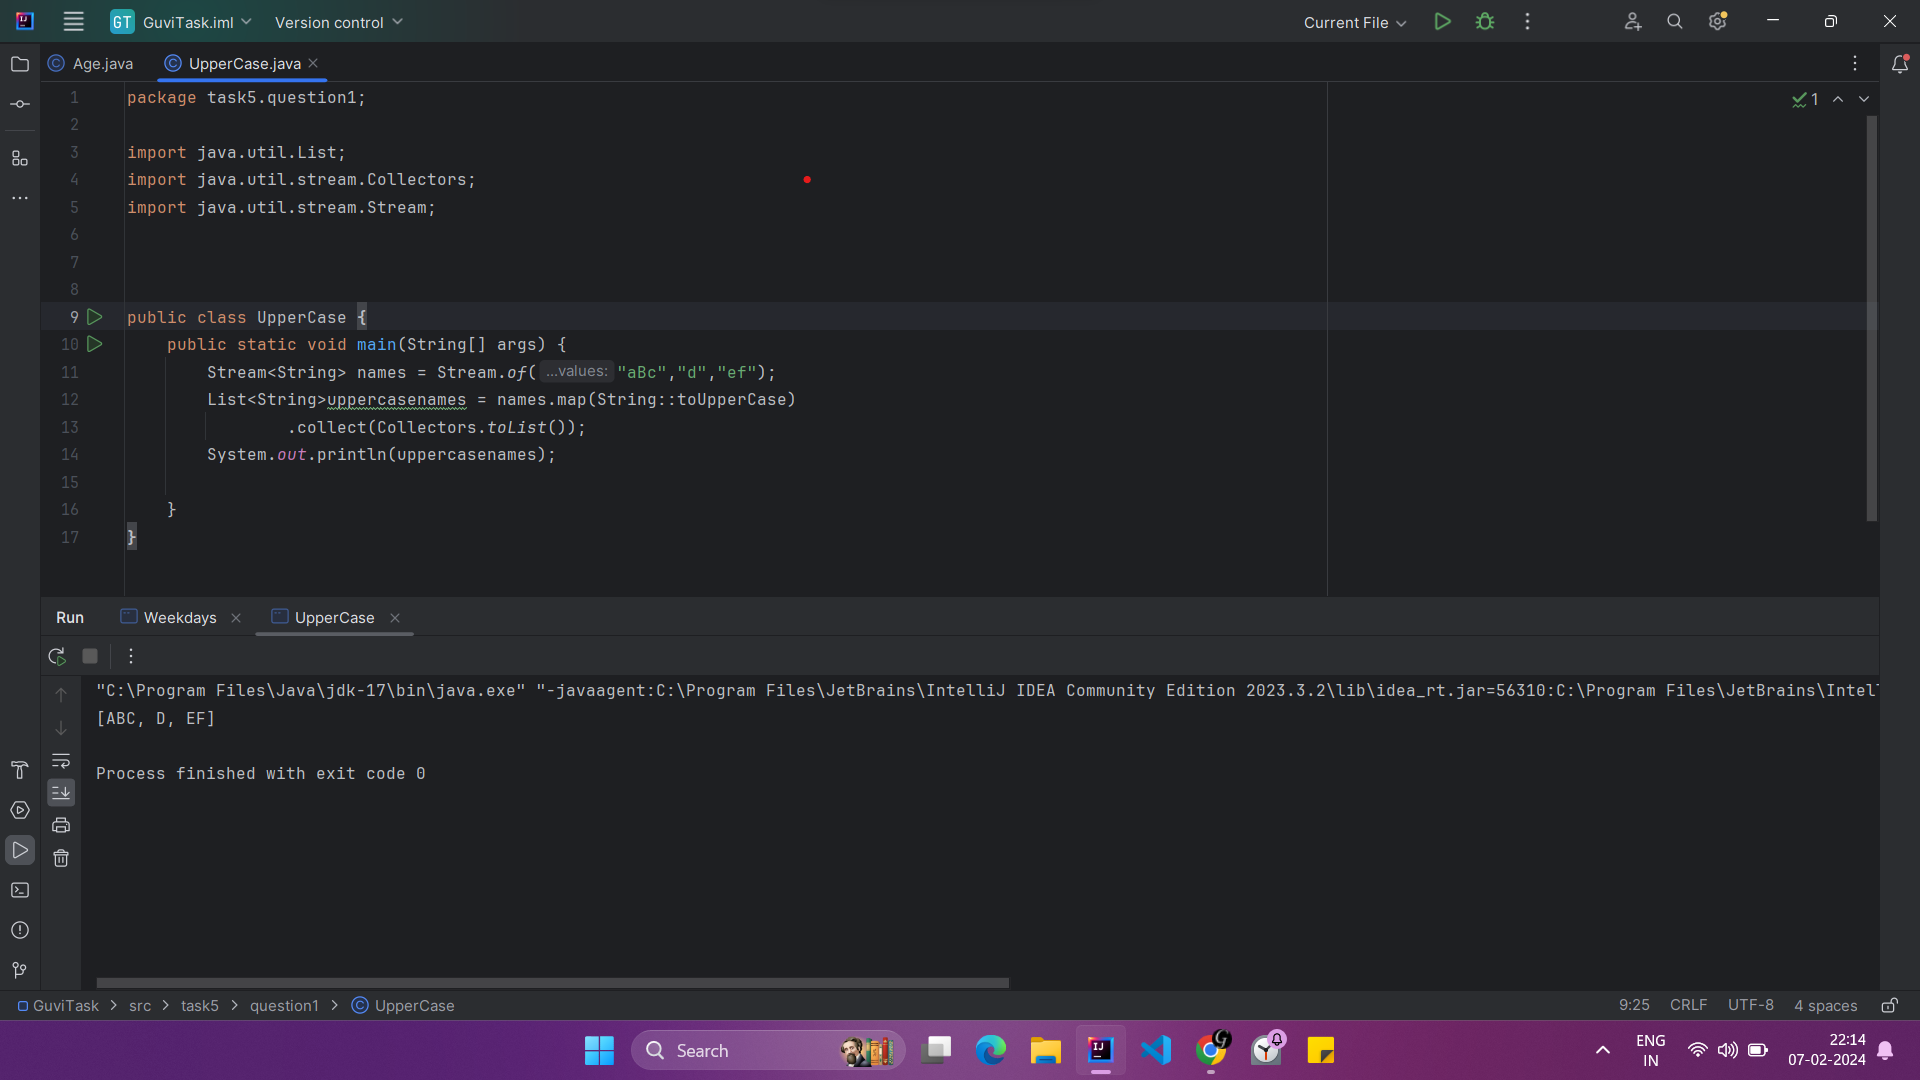 GT GuviTask.iml Version control Current File
Age.java UpperCase.java
1 package task5.question1; 1
2
3 import java.util.List;
4 import java.util.stream.Collectors;
5 import java.util.stream.Stream;
6
7
8
9 public class UpperCase {
10 public static void main(String[] args) {
11 Stream<String> names = Stream.of( ...values: "aBc","d","ef");
12 List<String>uppercasenames = names.map(String::toUpperCase)
13 .collect(Collectors.toList());
14 System.out.println(uppercasenames);
15
16 }
17 }
Run Weekdays UpperCase
"C:\Program Files\Java\jdk-17\bin\java.exe" "-javaagent:C:\Program Files\JetBrains\IntelliJ IDEA Community Edition 2023.3.2\lib\idea_rt.jar=56310:C:\Program Files\JetBrains\Intel
[ABC, D, EF]
Process finished with exit code 0
GuviTask > src > task5 > question1 > UpperCase 9:25 CRLF UTF-8 4 spaces
Search
ENG
IN
22:14
07-02-2024